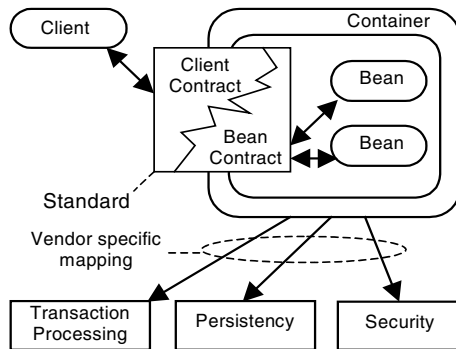 Container
Client
Client
Contract
Bean
Bean
Bean
Contract
Standard
Vendor specific
mapping
Transaction
Processing
Persistency
Security